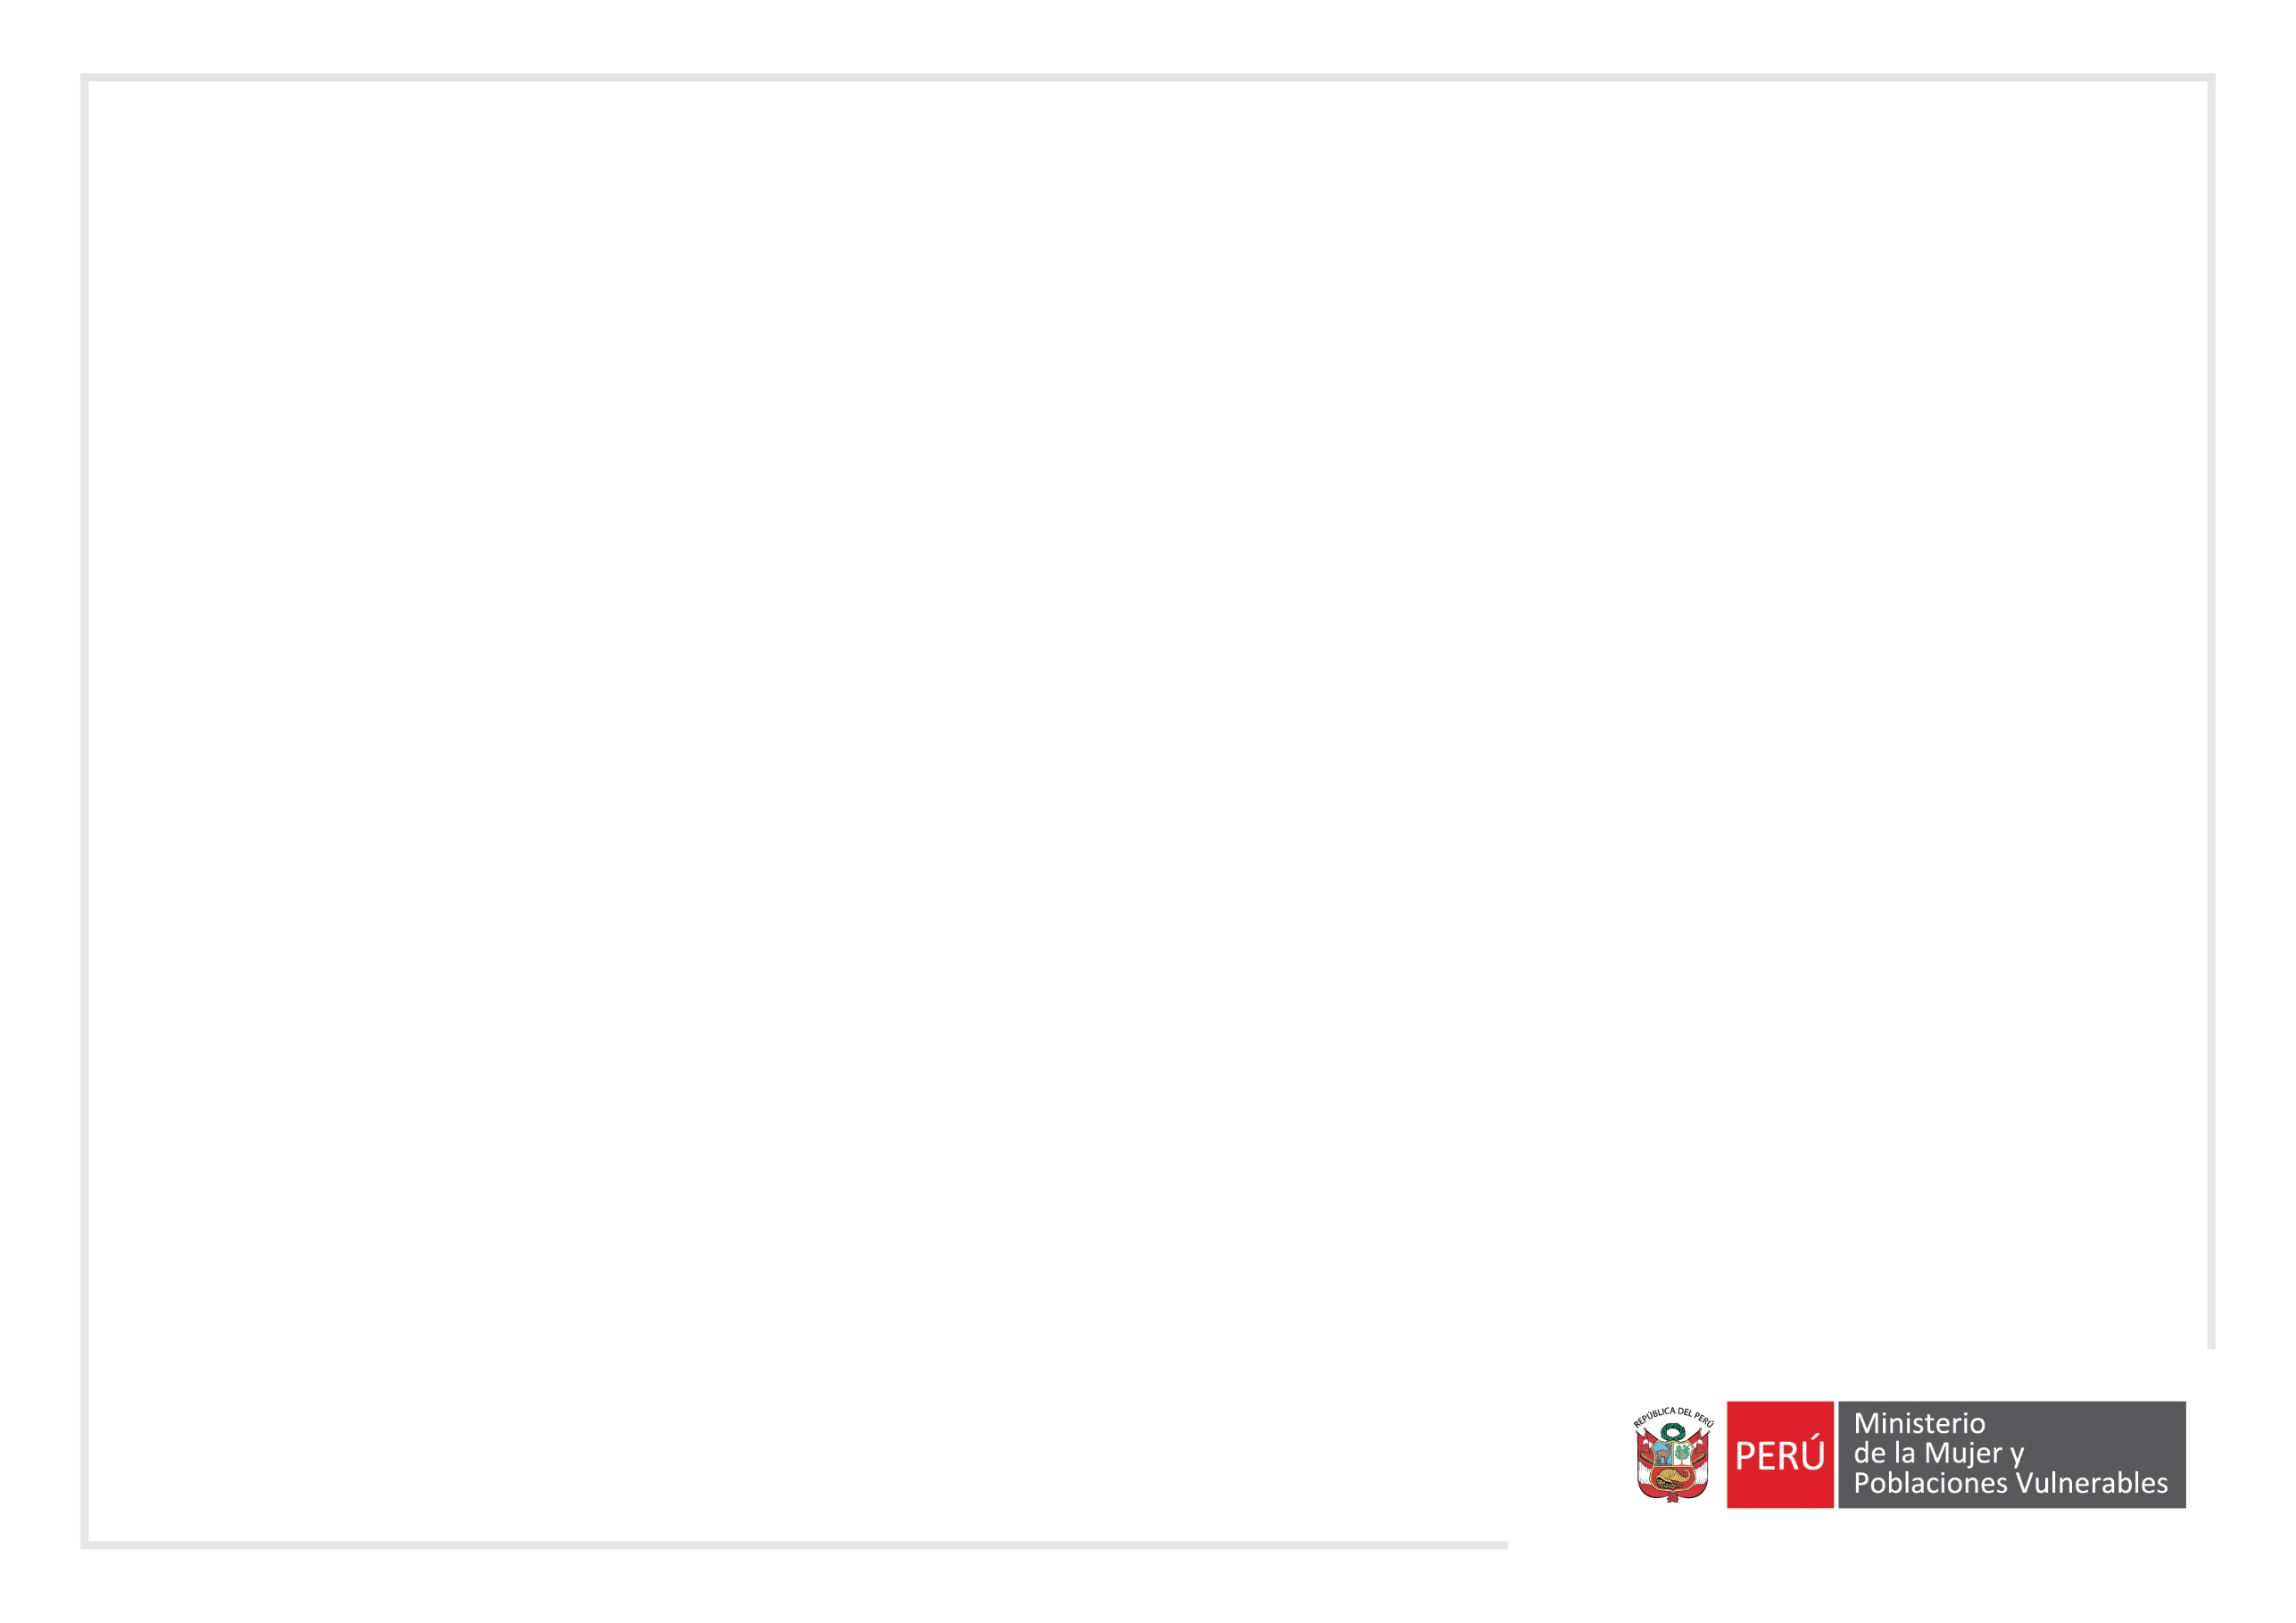 REPÚBLICA DEL PERÚ
PERÚ
Ministerio
de la Mujer y
Poblaciones Vulnerables